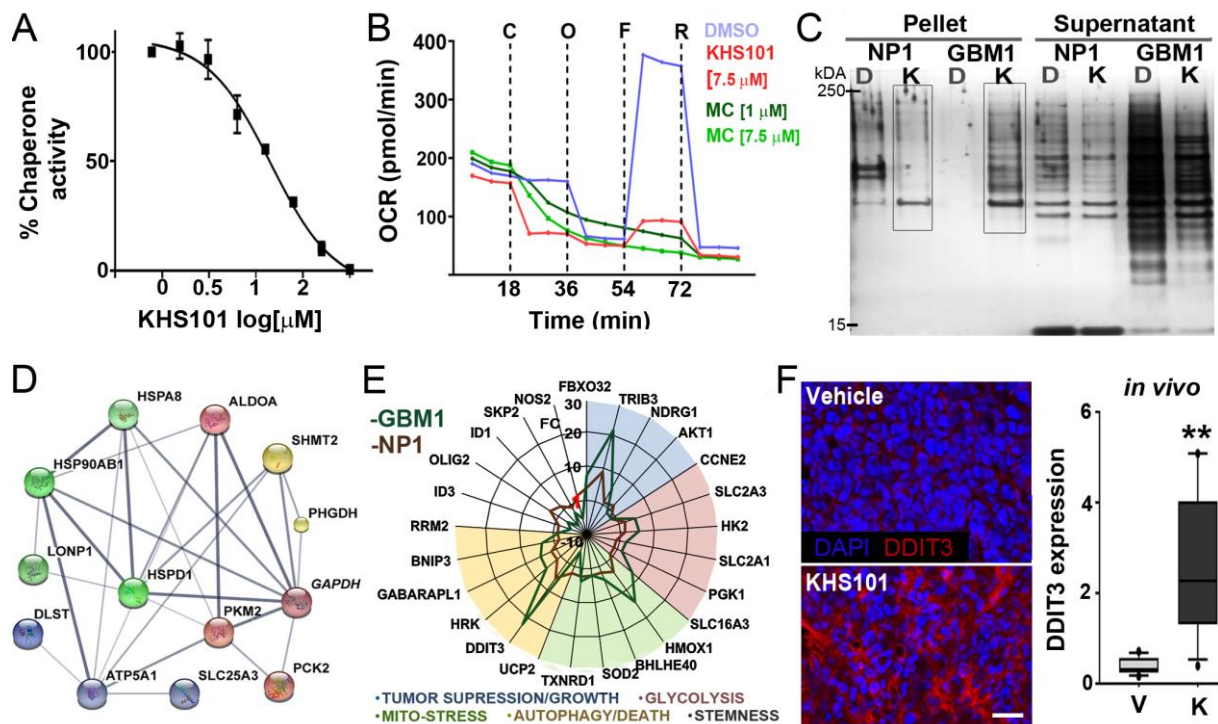 A
100
50
0
% Chaperone
activity
0 0.5 1 2
KHS101 log[µM]
B
C O F R
400
300
200
100
OCR (pmol/min)
18 36 54 72
Time (min)
DMSO
KHS101
[7.5 µM]
MC [1 µM]
MC [7.5 µM]
C
Pellet Supernatant
NP1 GBM1 NP1 GBM1
kDA D K D K D K D K
250
15
D
HSPA8
ALDOA
SHMT2
HSP90AB1
PHGDH
LONP1
HSPD1
GAPDH
DLST
PKM2
ATP5A1
SLC25A3
PCK2
E
-GBM1
-NP1
FC
30
20
10
-10
FBXO32
TRIB3
NDRG1
AKT1
CCNE2
SLC2A3
HK2
SLC2A1
PGK1
SLC16A3
HMOX1
BHLHE40
SOD2
TXNRD1
UCP2
DDIT3
HRK
GABARAPL1
BNIP3
RRM2
ID3
OLIG2
ID1
SKP2
NOS2
•TUMOR SUPRESSION/GROWTH •GLYCOLYSIS
•MITO-STRESS •AUTOPHAGY/DEATH •STEMNESS
F
Vehicle
DAPI DDIT3
KHS101
in vivo
**
6
4
2
0
DDIT3 expression
V K